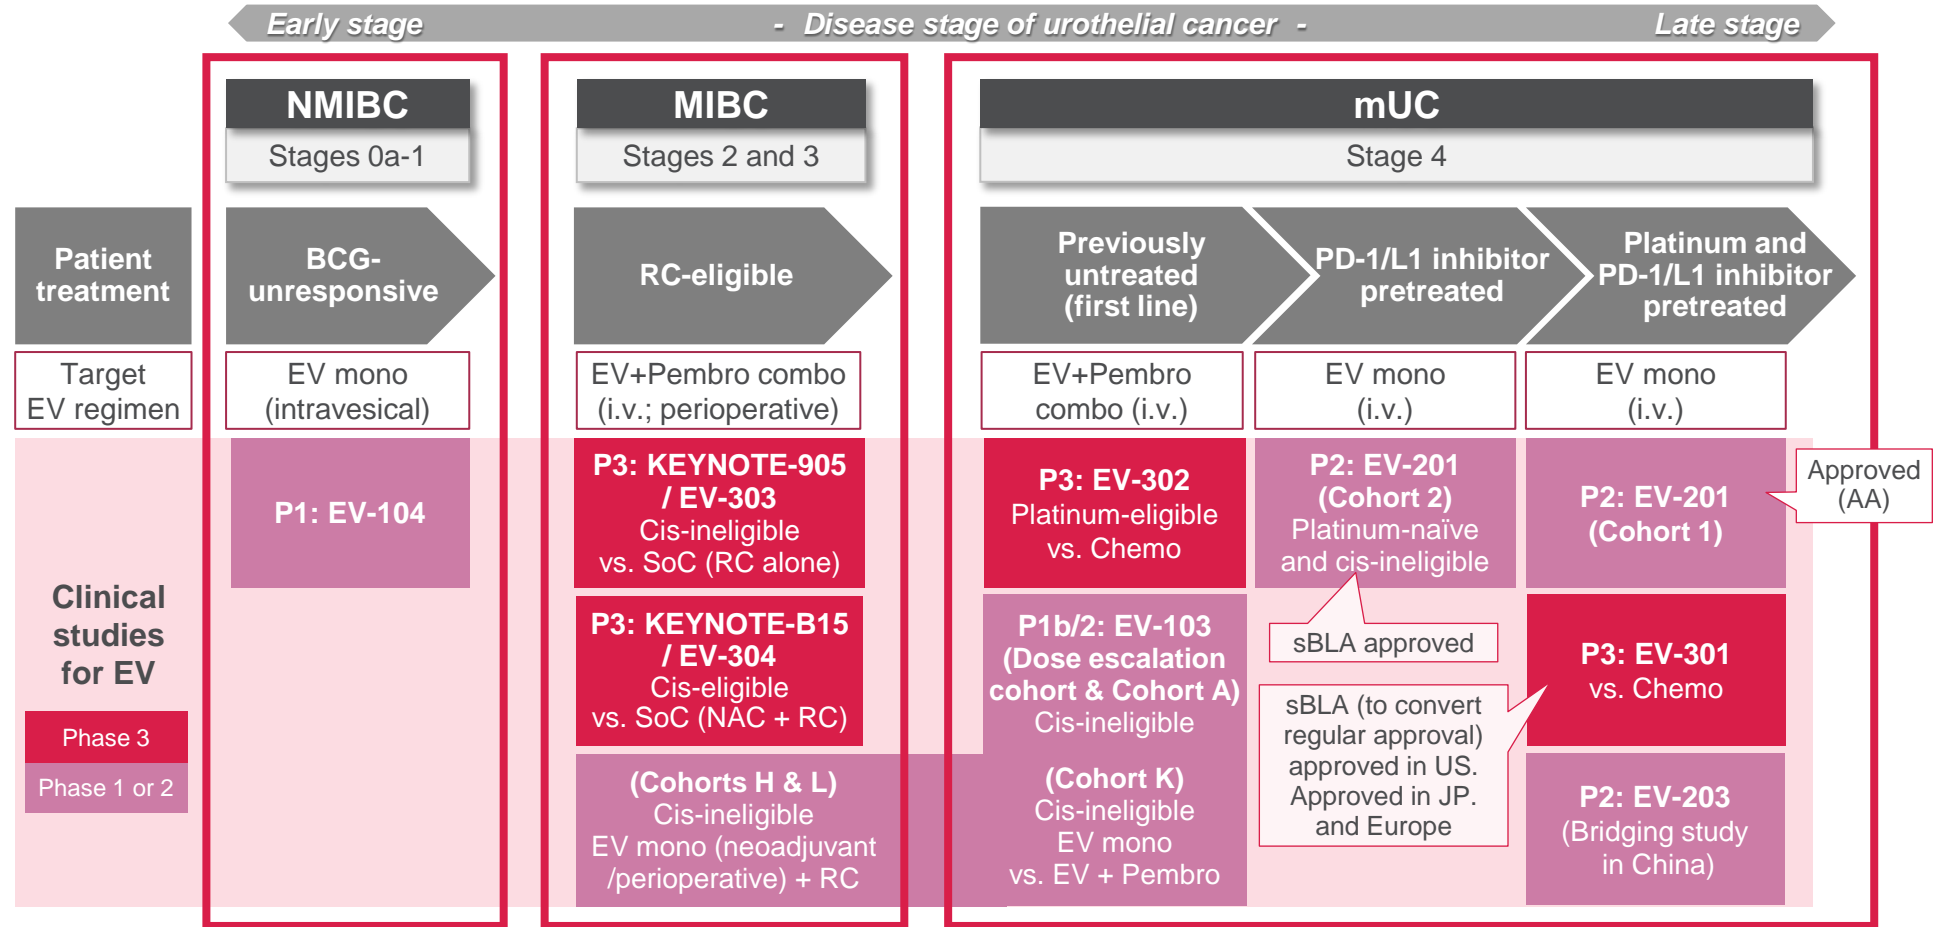 Early stage - Disease stage of urothelial cancer - Late stage
NMIBC
Stages 0a-1
MIBC
Stages 2 and 3
mUC
Stage 4
Patient
treatment
BCG-
unresponsive
RC-eligible
Previously
untreated
(first line)
PD-1/L1 inhibitor
pretreated
Platinum and
PD-1/L1 inhibitor
pretreated
Target
EV regimen
EV mono
(intravesical)
EV+Pembro combo
(i.v.; perioperative)
EV+Pembro
combo (i.v.)
EV mono
(i.v.)
EV mono
(i.v.)
Clinical
studies
for EV
Phase 3
Phase 1 or 2
P1: EV-104
P3: KEYNOTE-905
/ EV-303
Cis-ineligible
vs. SoC (RC alone)
P3: KEYNOTE-B15
/ EV-304
Cis-eligible
vs. SoC (NAC + RC)
(Cohorts H & L)
Cis-ineligible
EV mono (neoadjuvant
/perioperative) + RC
P3: EV-302
Platinum-eligible
vs. Chemo
P1b/2: EV-103
(Dose escalation
cohort & Cohort A)
Cis-ineligible
(Cohort K)
Cis-ineligible
EV mono
vs. EV + Pembro
P2: EV-201
(Cohort 2)
Platinum-naïve
and cis-ineligible
sBLA approved
sBLA (to convert
regular approval)
approved in US.
Approved in JP.
and Europe
P2: EV-201
(Cohort 1)
Approved
(AA)
P3: EV-301
vs. Chemo
P2: EV-203
(Bridging study
in China)